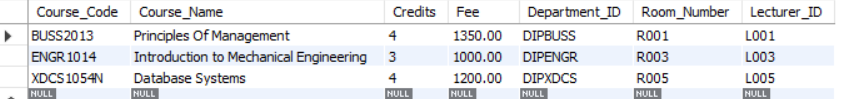 Course_Code Course_Name Credits Fee Department_ID Room_Number Lecturer_ID
BUSS2013 Principles Of Management 4 1350.00 DIPBUSS R001 L001
ENGR1014 Introduction to Mechanical Engineering 3 1000.00 DIPENGR R003 L003
XDCS1054N Database Systems 4 1200.00 DIPXDCS R005 L005
NULL NULL NULL NULL NULL NULL NULL